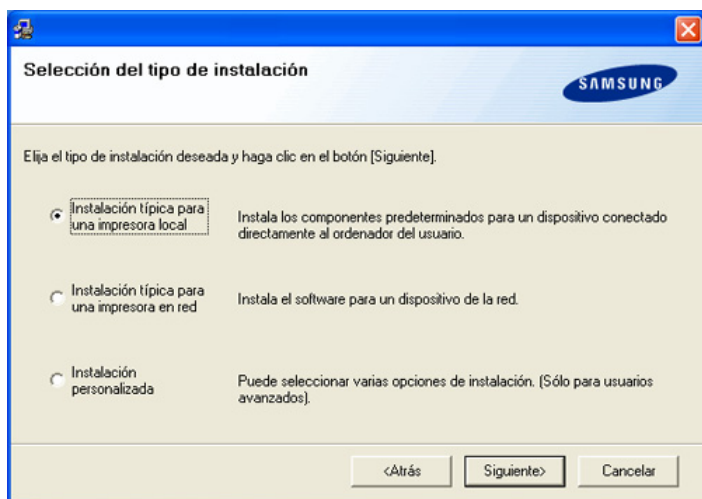 Selección del tipo de instalación
SAMSUNG
Elija el tipo de instalación deseada y haga clic en el botón [Siguiente].
Instalación típica para
una impresora local
Instala los componentes predeterminados para un dispositivo conectado
directamente al ordenador del usuario.
Instalación típica para
una impresora en red
Instala el software para un dispositivo de la red.
Instalación
personalizada
Puede seleccionar varias opciones de instalación. (Sólo para usuarios
avanzados).
<Atrás
Siguiente>
Cancelar